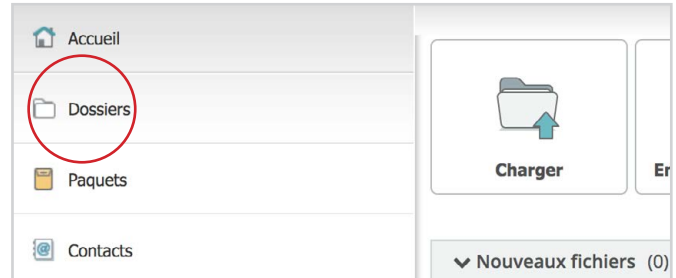 Accueil
Dossiers
Paquets
Contacts
Charger
Nouveaux fichiers (0)